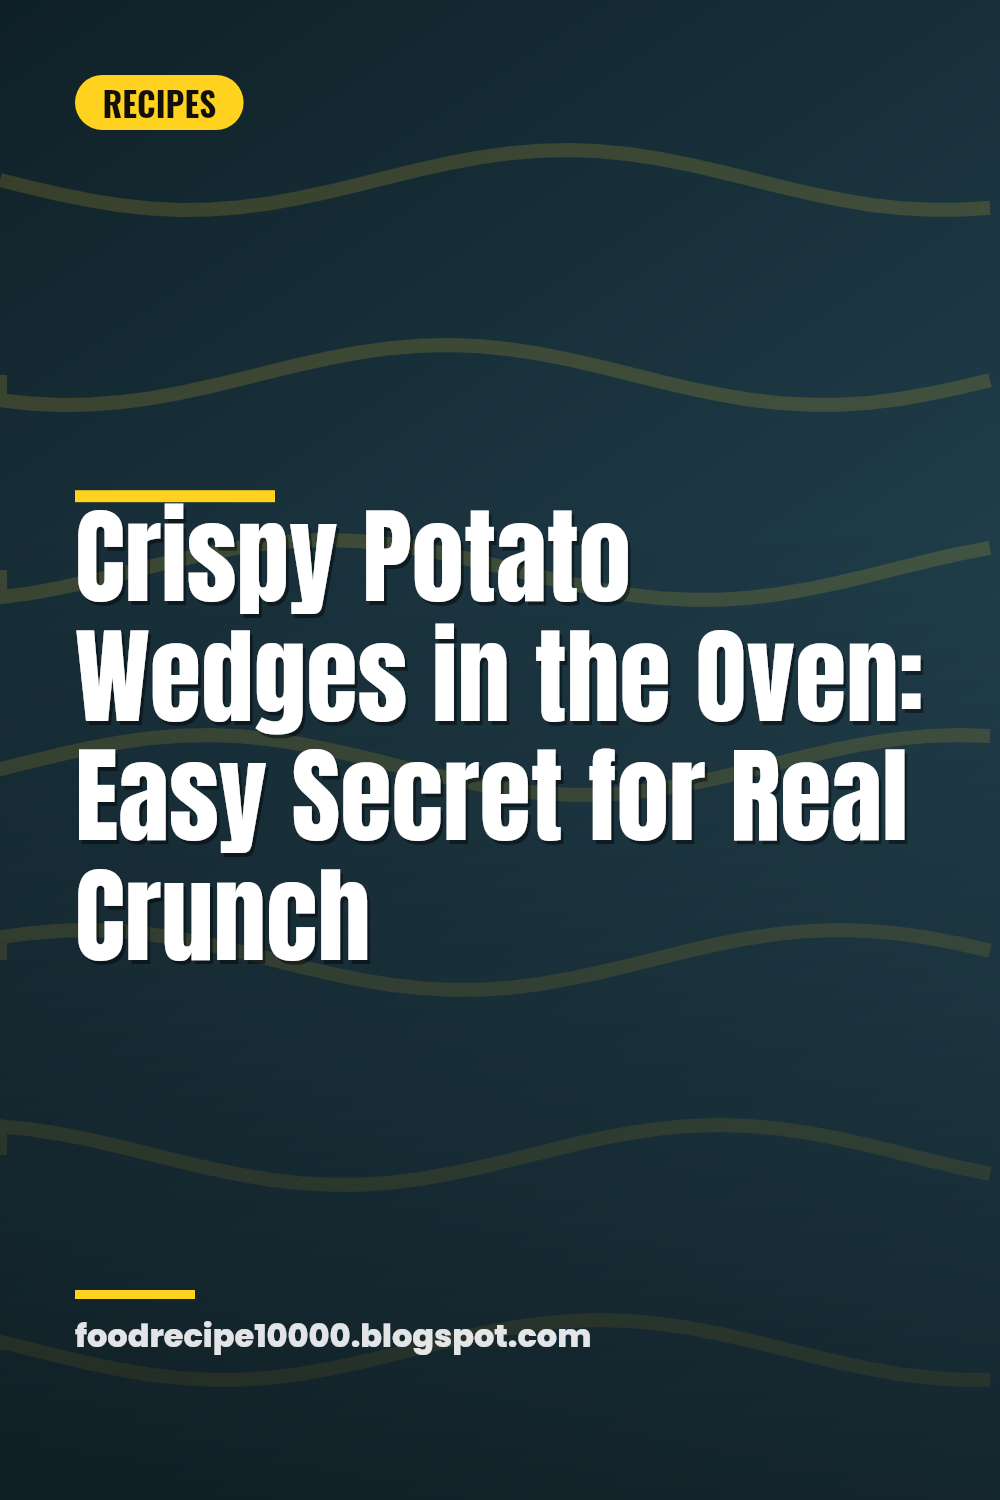 RECIPES
Crispy Potato
Wedges in the Oven:
Easy Secret for Real
Crunch
foodrecipe10000.blogspot.com